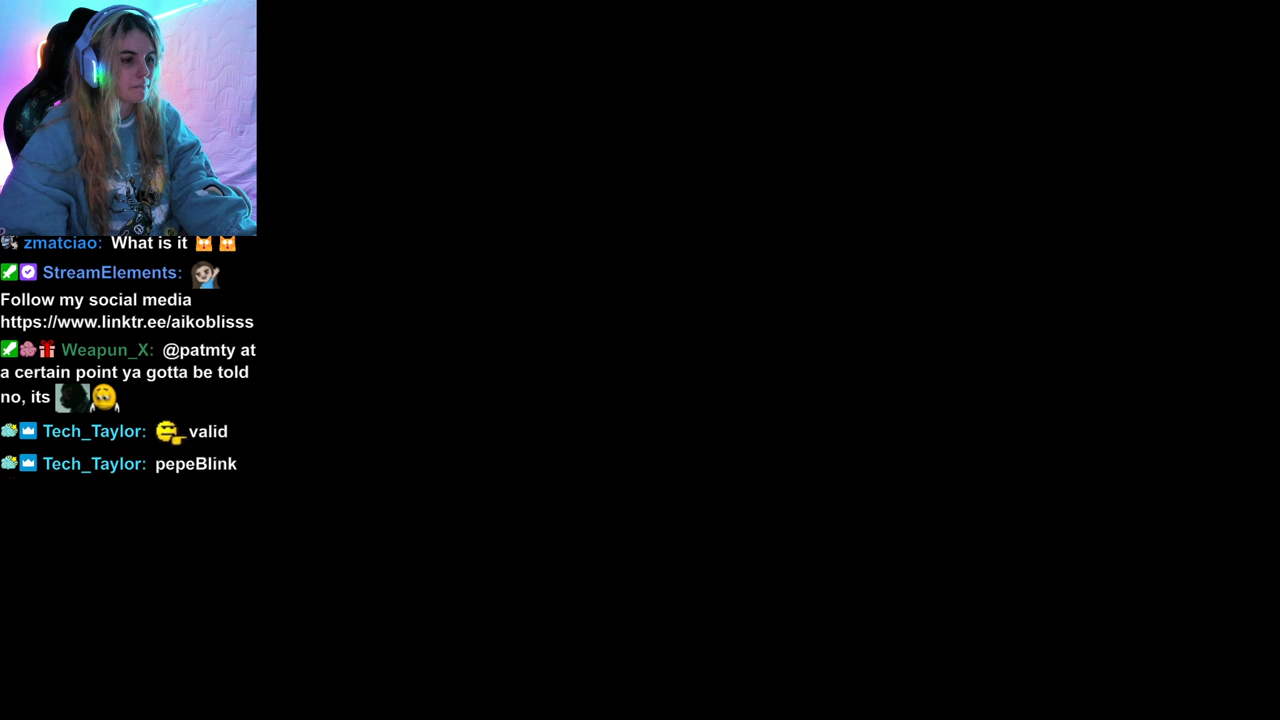 zmatciao: What is it
StreamElements:
Follow my social media
https://www.linktr.ee/aikoblisss
Weapun_X: @patmty at
a certain point ya gotta be told
no, its
Tech_Taylor: valid
Tech_Taylor: pepeBlink